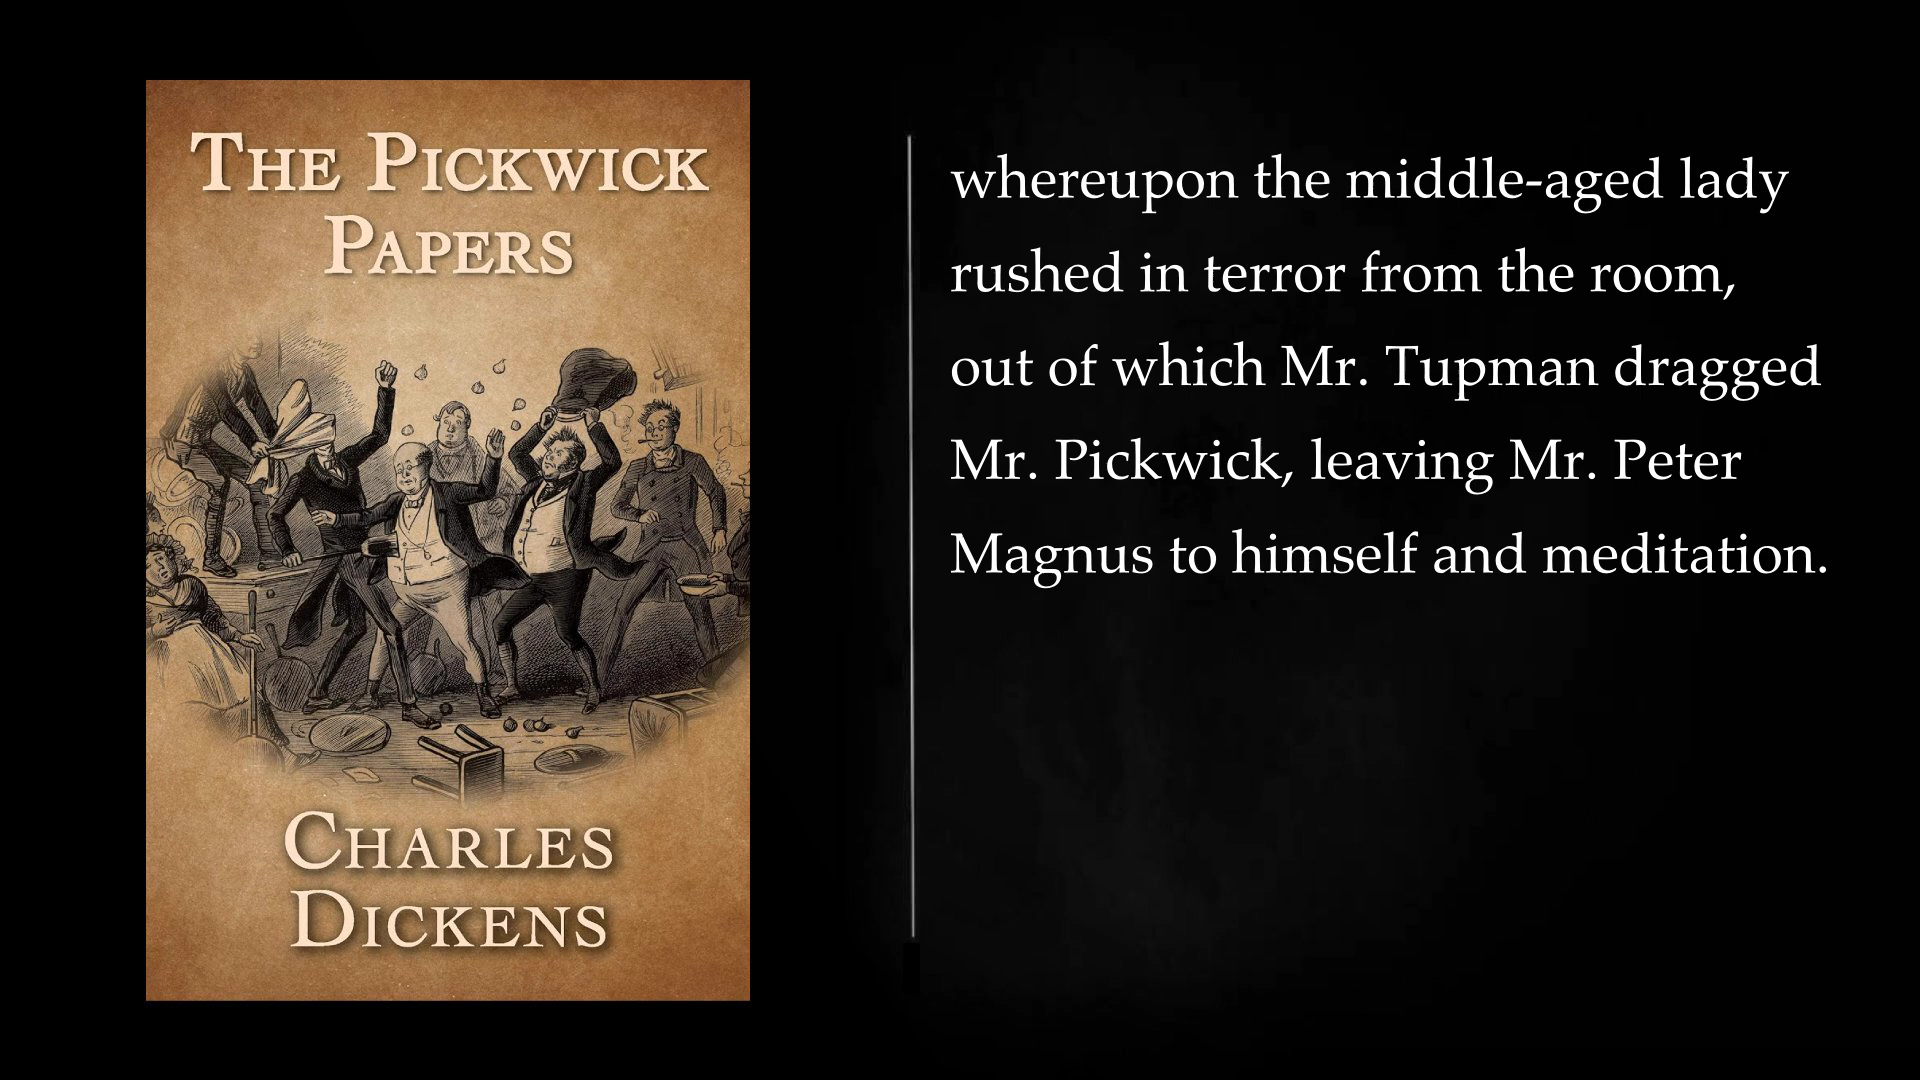 The Pickwick
Papers
Charles
Dickens
whereupon the middle-aged lady
rushed in terror from the room,
out of which Mr. Tupman dragged
Mr. Pickwick, leaving Mr. Peter
Magnus to himself and meditation.